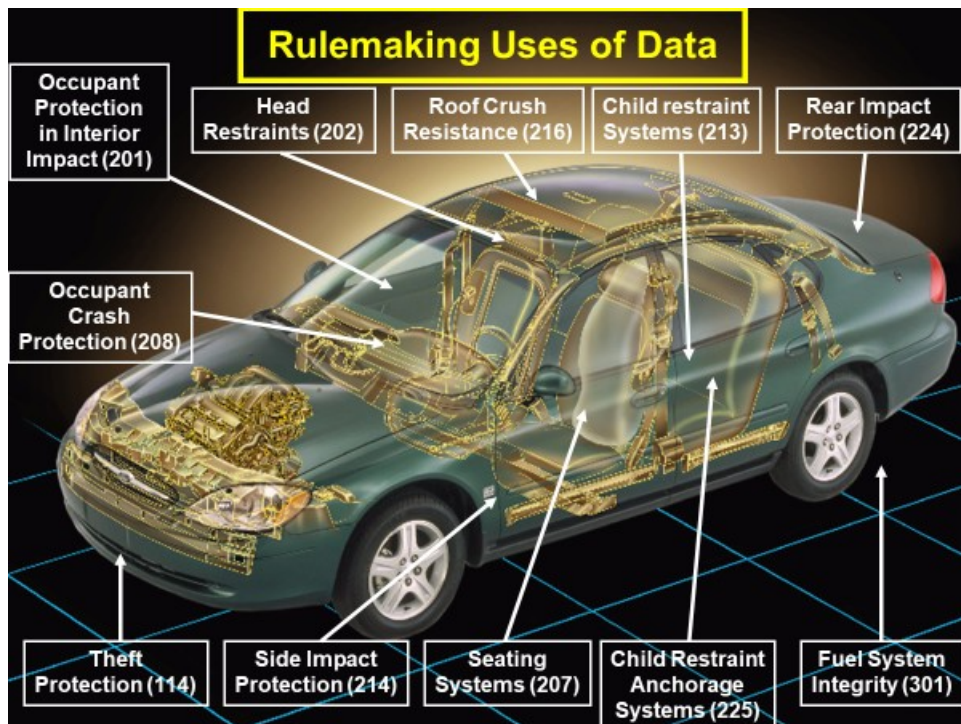 Rulemaking Uses of Data
Occupant
Protection
in Interior
Impact (201)
Head
Restraints (202)
Roof Crush
Resistance (216)
Child restraint
Systems (213)
Rear Impact
Protection (224)
Occupant
Crash
Protection (208)
Theft
Protection (114)
Side Impact
Protection (214)
Seating
Systems (207)
Child Restraint
Anchorage
Systems (225)
Fuel System
Integrity (301)